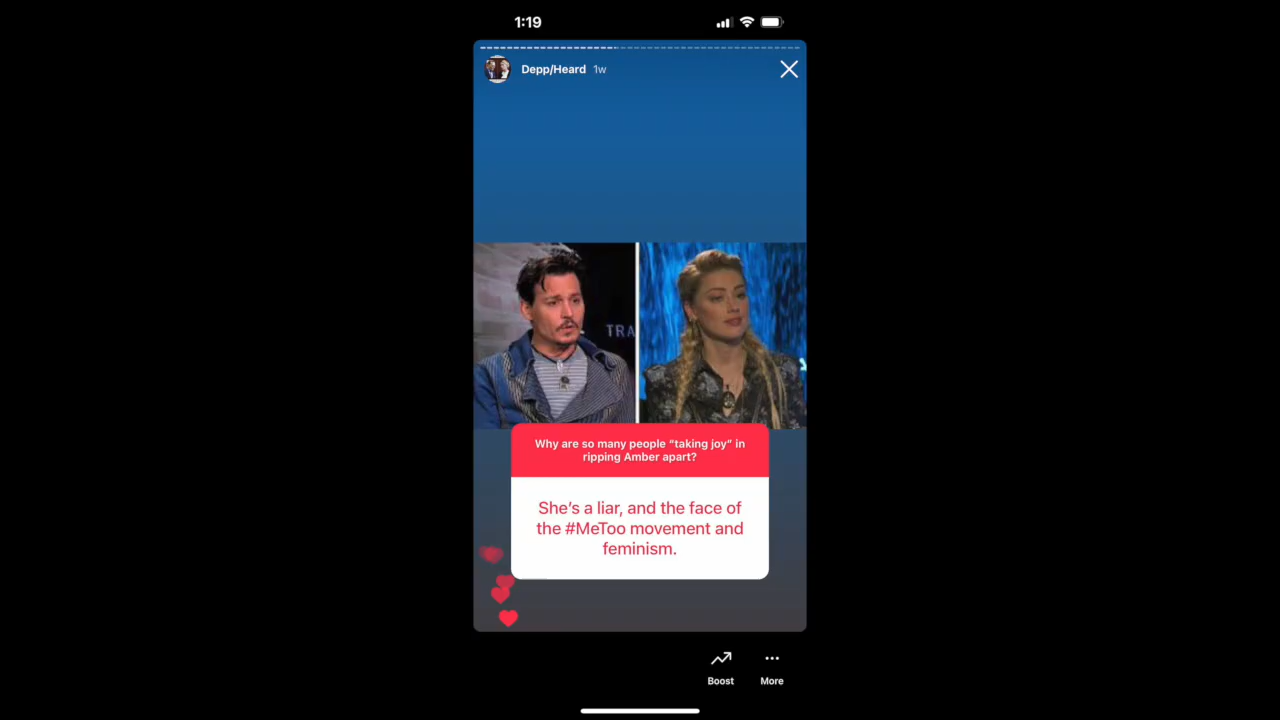 1:19
Depp/Heard 1w
TRA
Why are so many people “taking joy” in
ripping Amber apart?
She’s a liar, and the face of
the #MeToo movement and
feminism.
Boost
More